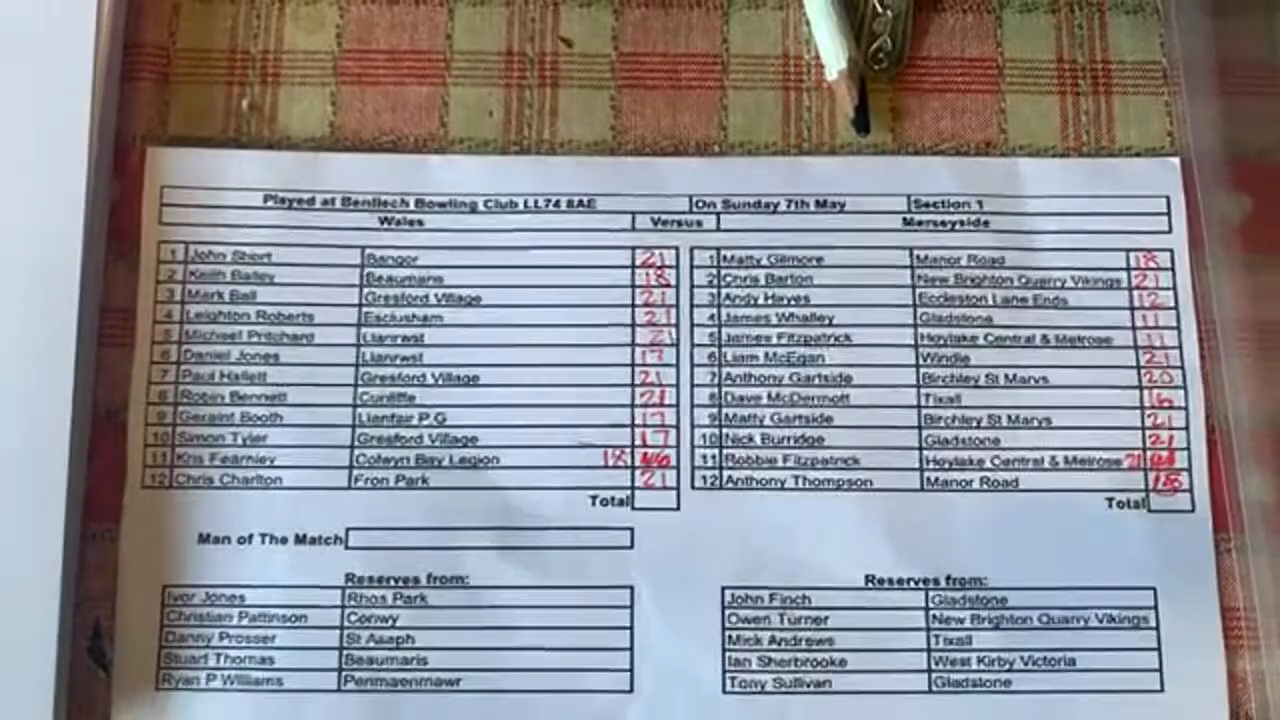 Played at Benllech Bowling Club LL74 8AE On Sunday 7th May Section 1
Wales Versus Merseyside
1 John Short Bangor 21 1 Matty Gilmore Manor Road 18
2 Keith Bailey Beaumaris 18 2 Chris Barton New Brighton Quarry Vikings 21
3 Mark Ball Gresford Village 21 3 Andy Hayes Eccleston Lane Ends 12
4 Leighton Roberts Esclusham 21 4 James Whalley Gladstone 11
5 Michael Pritchard Llanrwst 21 5 James Fitzpatrick Hoylake Central & Melrose 11
6 Daniel Jones Llanrwst 17 6 Liam McEgan Windle 21
7 Paul Hallett Gresford Village 21 7 Anthony Gartside Birchley St Marys 20
8 Robin Bennett Cunliffe 21 8 Dave McDermott Tixall 16
9 Geraint Booth Llanfair P.G 17 9 Matty Gartside Birchley St Marys 21
10 Simon Tyler Gresford Village 17 10 Nick Burridge Gladstone 21
11 Kris Fearnley Colwyn Bay Legion 18 11 Robbie Fitzpatrick Hoylake Central & Melrose 21
12 Chris Charlton Fron Park 21 12 Anthony Thompson Manor Road
Total Total
Man of The Match
Reserves from: Reserves from:
Ivor Jones Rhos Park John Finch Gladstone
Christian Pattinson Conwy Owen Turner New Brighton Quarry Vikings
Danny Prosser St Asaph Mick Andrews Tixall
Stuart Thomas Beaumaris Ian Sherbrooke West Kirby Victoria
Ryan P Williams Penmaenmawr Tony Sullivan Gladstone